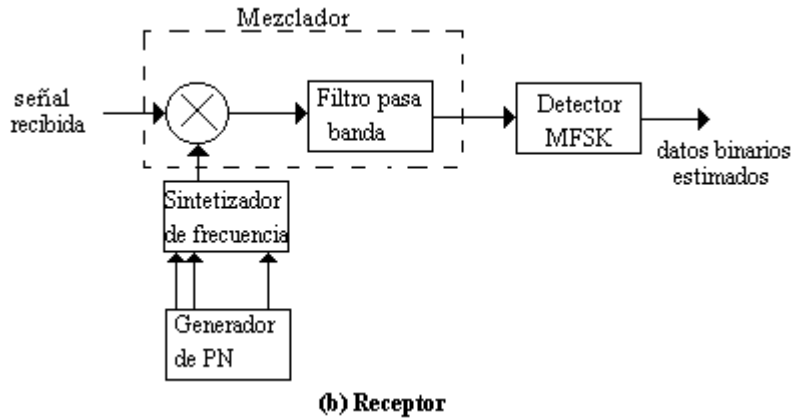 Mezclador
señal
recibida
Filtro pasa
banda
Detector
MFSK
datos binarios
estimados
Sintetizador
de frecuencia
Generador
de PN
(b) Receptor